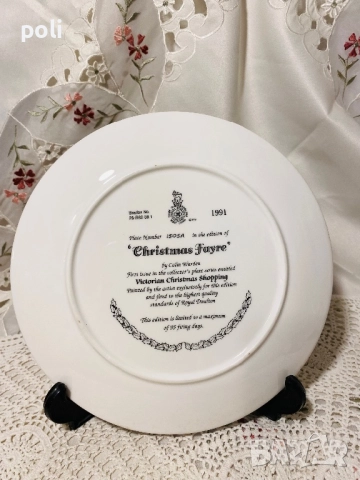 poli
1991
Plate Number 1505A in the edition of
'Christmas Fayre'
by Colin Warden
First issue in the collector's plate series entitled
Victorian Christmas Shopping
Painted by the artist exclusively for this edition
and fired to the highest quality
standards of Royal Doulton
This edition is limited to a maximum
of 95 firing days.